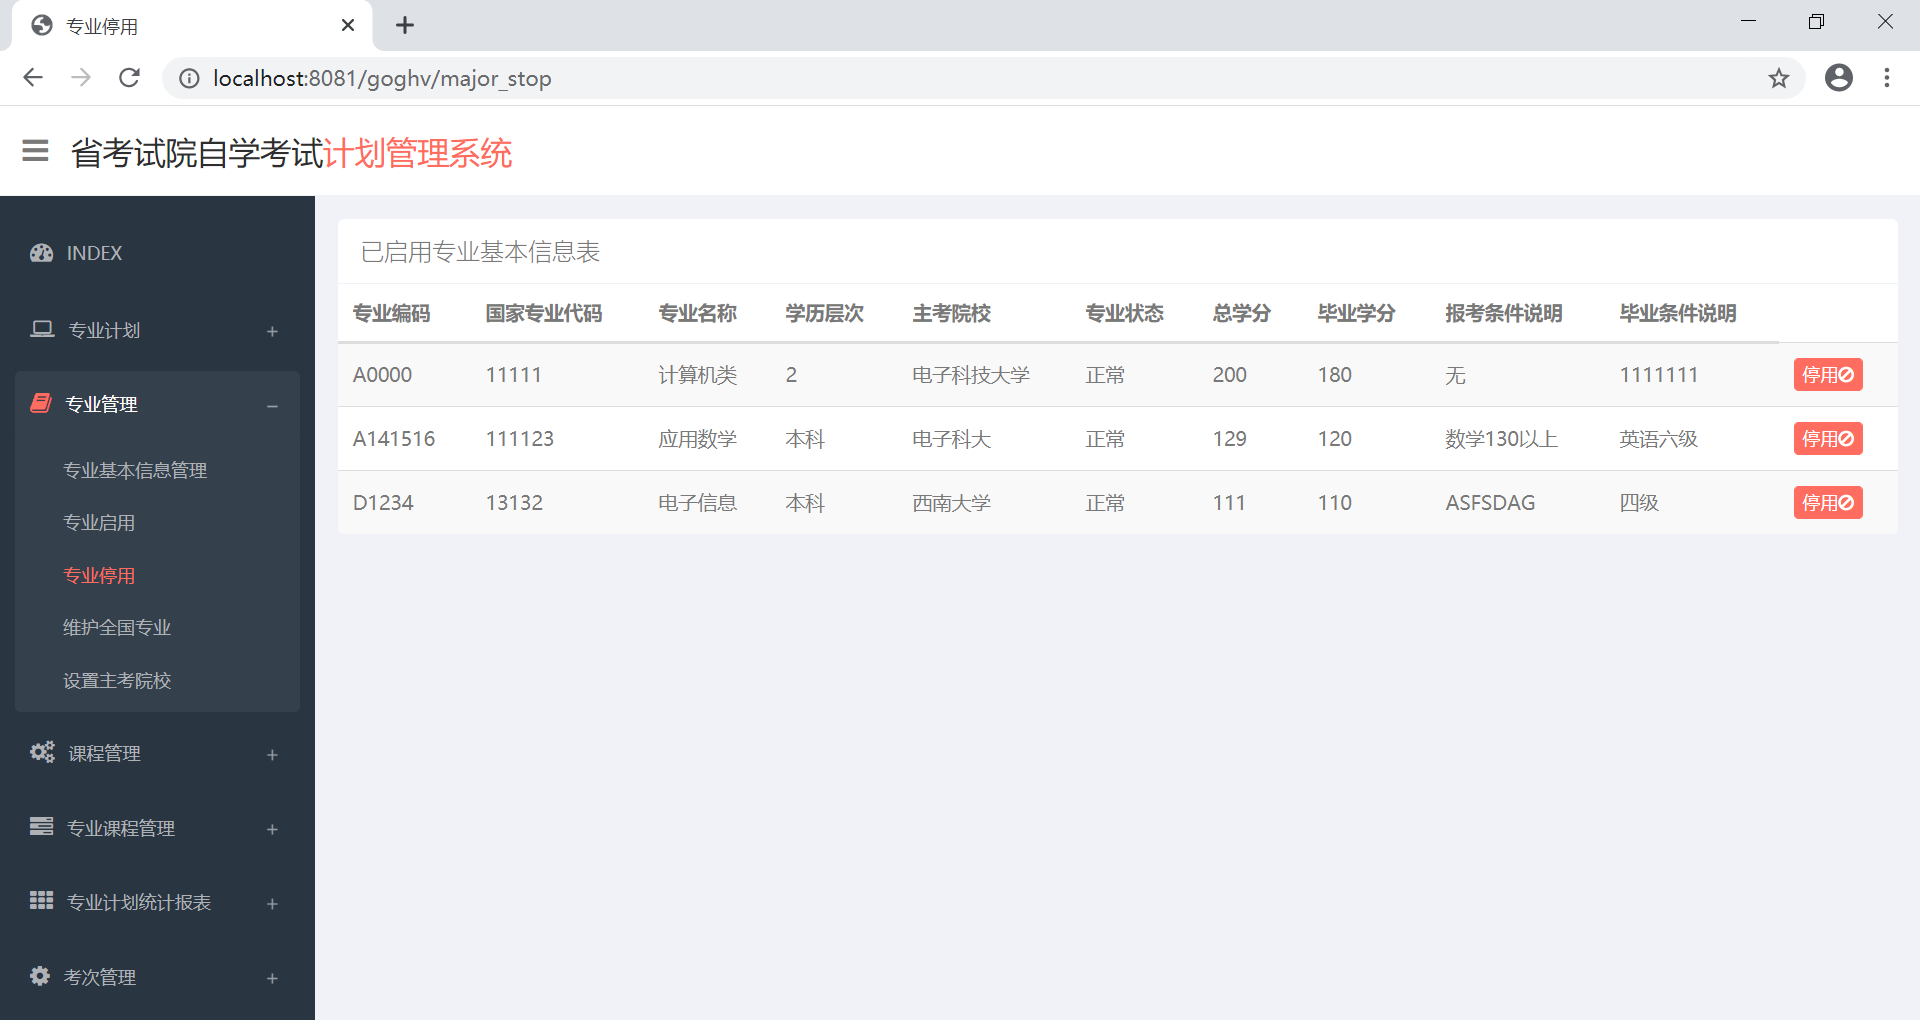 专业停用
localhost:8081/goghv/major_stop
省考试院自学考试计划管理系统
INDEX
专业计划 +
专业管理 −
专业基本信息管理
专业启用
专业停用
维护全国专业
设置主考院校
课程管理 +
专业课程管理 +
专业计划统计报表 +
考次管理 +
已启用专业基本信息表
专业编码 国家专业代码 专业名称 学历层次 主考院校 专业状态 总学分 毕业学分 报考条件说明 毕业条件说明
A0000 11111 计算机类 2 电子科技大学 正常 200 180 无 1111111 停用
A141516 111123 应用数学 本科 电子科大 正常 129 120 数学130以上 英语六级 停用
D1234 13132 电子信息 本科 西南大学 正常 111 110 ASFSDAG 四级 停用